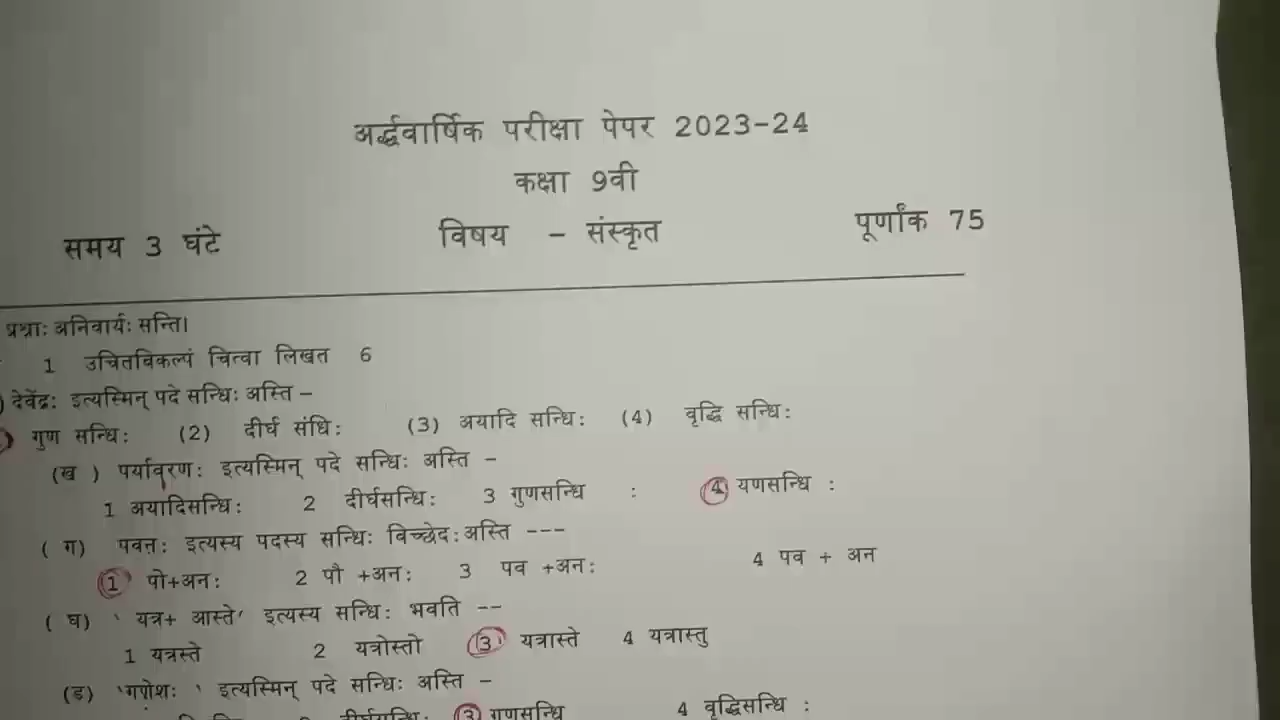 अर्द्धवार्षिक परीक्षा पेपर 2023-24
कक्षा 9वी
समय 3 घंटे विषय - संस्कृत पूर्णांक 75
प्रश्नाः अनिवार्यः सन्ति।
1 उचितविकल्पं चित्वा लिखत 6
) देवेंद्रः इत्यस्मिन् पदे सन्धिः अस्ति -
गुण सन्धिः (2) दीर्घ संधिः (3) अयादि सन्धिः (4) वृद्धि सन्धिः
(ख ) पर्यावरणः इत्यस्मिन् पदे सन्धिः अस्ति -
1 अयादिसन्धिः 2 दीर्घसन्धिः 3 गुणसन्धि : 4 यणसन्धि :
( ग) पवनः इत्यस्य पदस्य सन्धिः विच्छेदः अस्ति ---
1 पो+अनः 2 पौ +अनः 3 पव +अनः 4 पव + अन
( घ) ' यत्र+ आस्ते' इत्यस्य सन्धिः भवति --
1 यत्रस्ते 2 यत्रोस्तो 3 यत्रास्ते 4 यत्रास्तु
(ड) 'गणेशः ' इत्यस्मिन् पदे सन्धिः अस्ति -
दीर्घसन्धिः 3 गुणसन्धि 4 वृद्धिसन्धि :